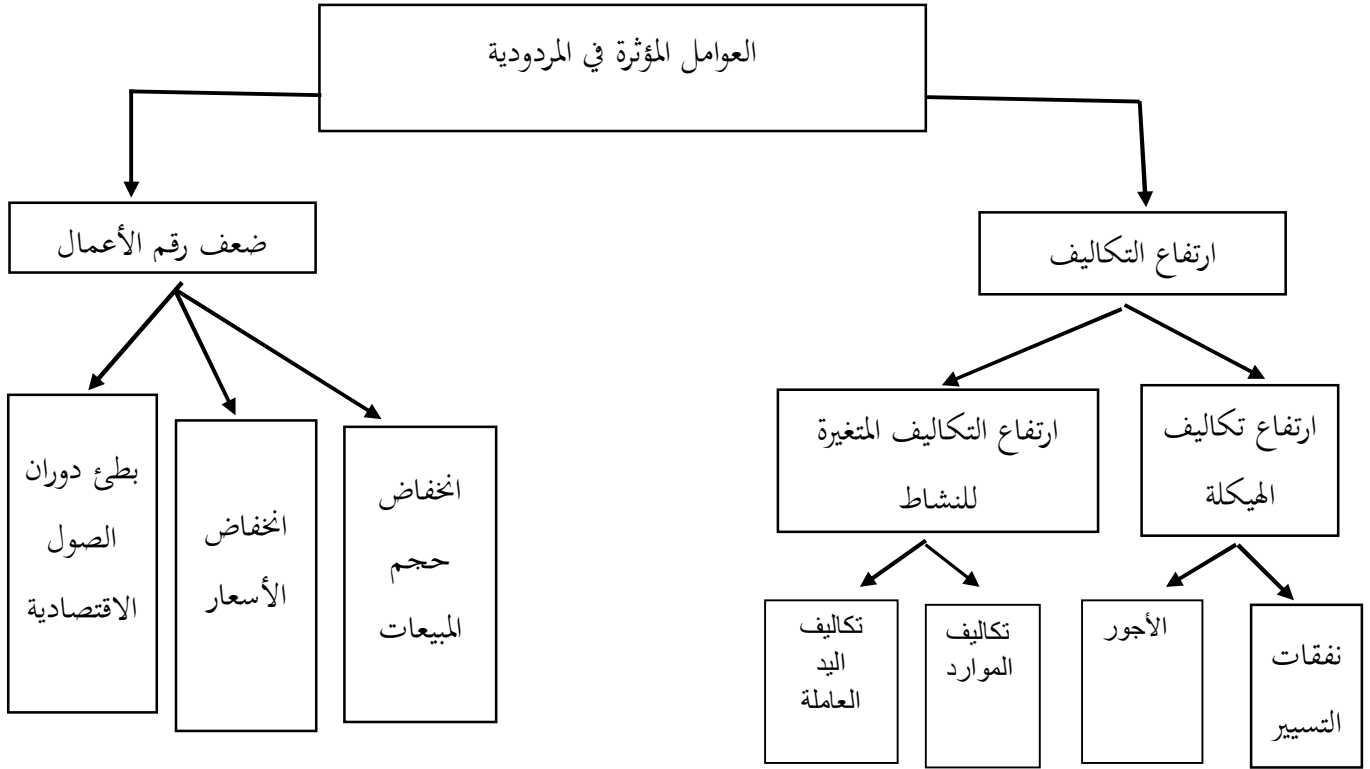 العوامل المؤثرة في المردودية
ارتفاع التكاليف
ضعف رقم الأعمال
ارتفاع تكاليف
الهيكلة
ارتفاع التكاليف المتغيرة
للنشاط
انخفاض
حجم
المبيعات
انخفاض
الأسعار
بطئ دوران
الصول
الاقتصادية
نفقات
التسيير
الأجور
تكاليف
الموارد
تكاليف
اليد
العاملة